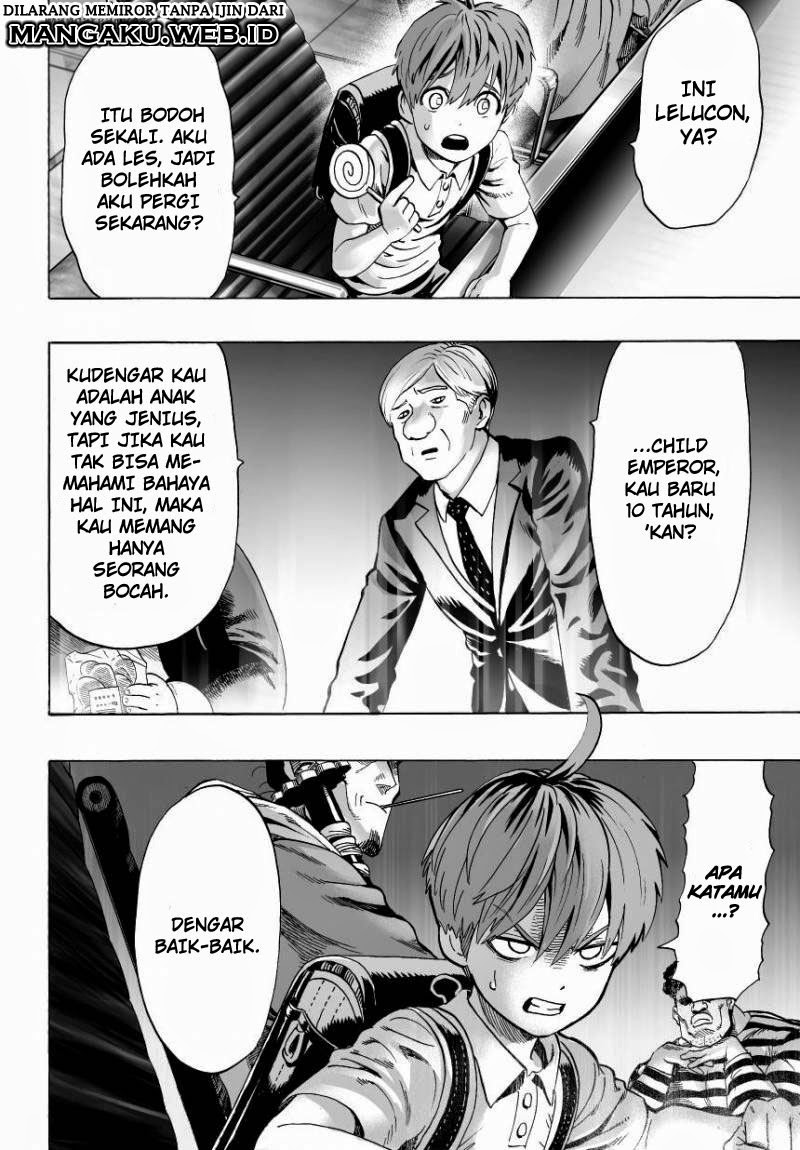 DILARANG MEMIROR TANPA IJIN DARI
MANGAKU.WEB.ID
INI
LELUCON,
YA?
ITU BODOH
SEKALI. AKU
ADA LES, JADI
BOLEHKAH
AKU PERGI
SEKARANG?
...CHILD
EMPEROR,
KAU BARU
10 TAHUN,
'KAN?
KUDENGAR KAU
ADALAH ANAK
YANG JENIUS,
TAPI JIKA KAU
TAK BISA ME-
MAHAMI BAHAYA
HAL INI, MAKA
KAU MEMANG
HANYA
SEORANG
BOCAH.
APA
KATAMU
...?
DENGAR
BAIK-BAIK.